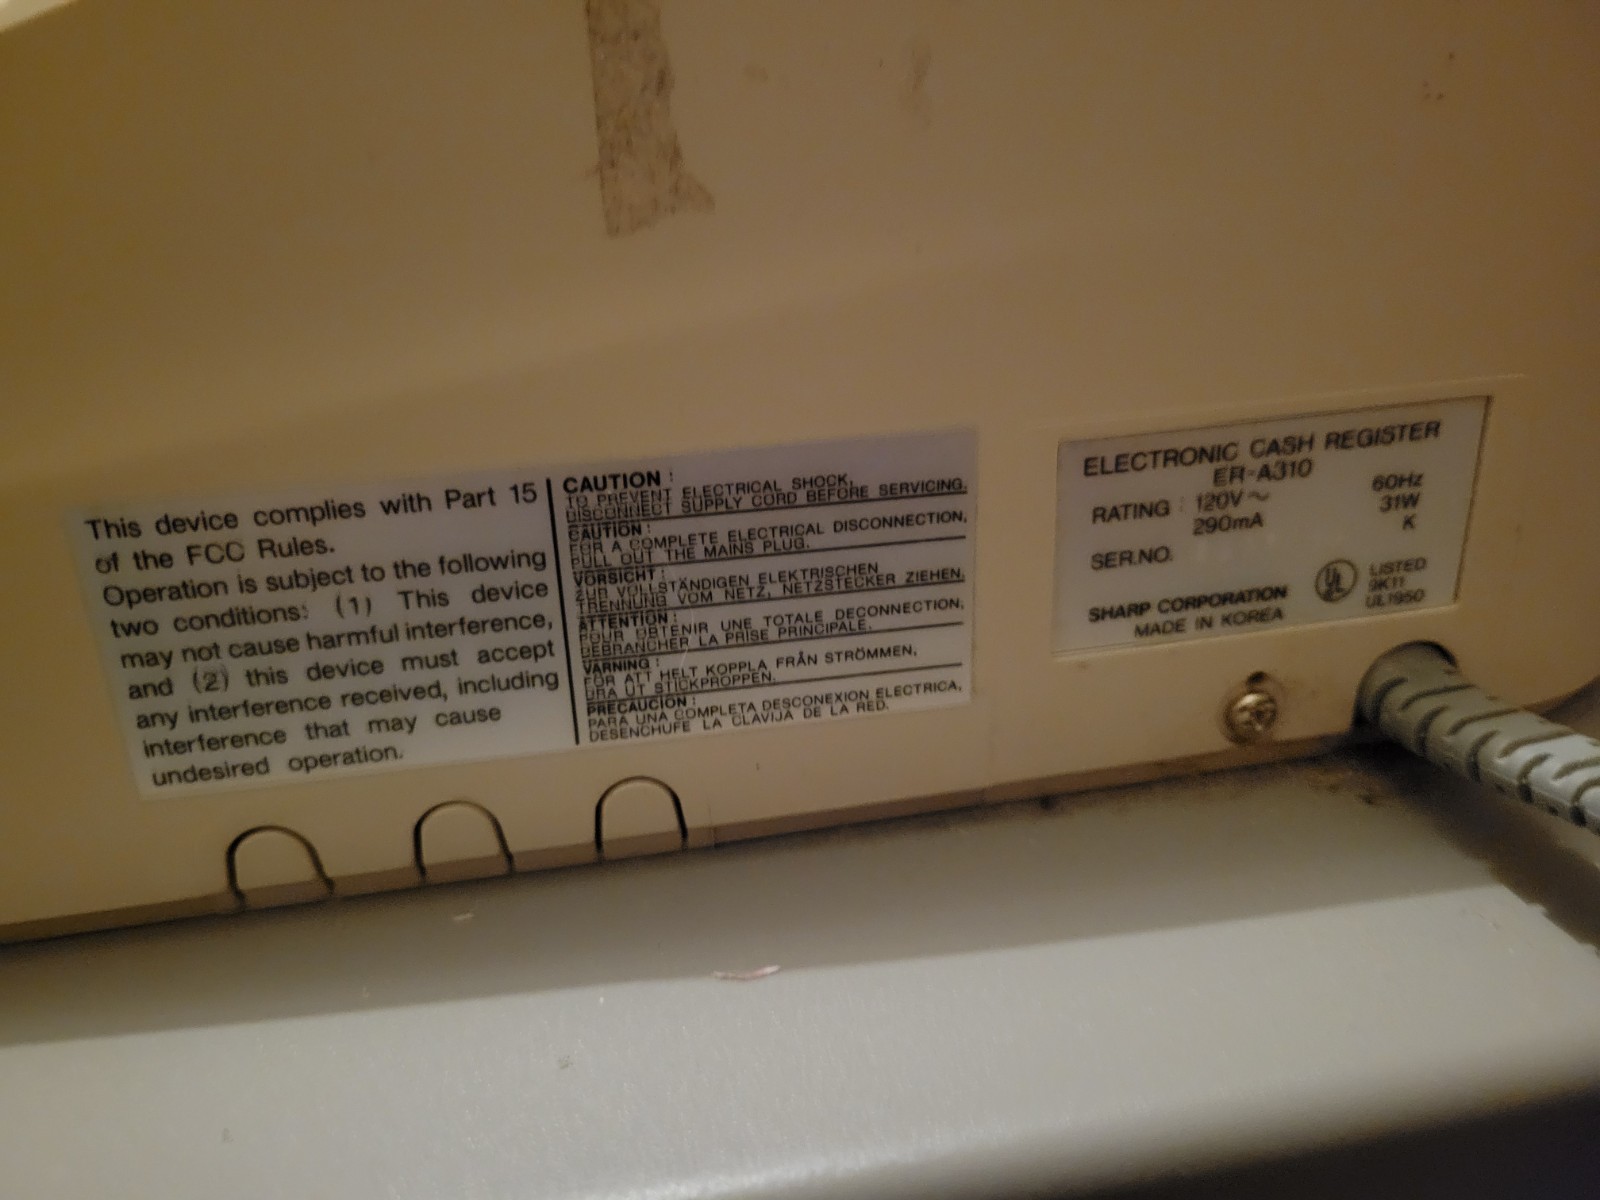 This device complies with Part 15
of the FCC Rules.
Operation is subject to the following
two conditions: (1) This device
may not cause harmful interference,
and (2) this device must accept
any interference received, including
interference that may cause
undesired operation.
CAUTION :
TO PREVENT ELECTRICAL SHOCK,
DISCONNECT SUPPLY CORD BEFORE SERVICING.
CAUTION :
FOR A COMPLETE ELECTRICAL DISCONNECTION,
PULL OUT THE MAINS PLUG.
VORSICHT :
ZUR VOLLSTÄNDIGEN ELEKTRISCHEN
TRENNUNG VOM NETZ, NETZSTECKER ZIEHEN.
ATTENTION :
POUR OBTENIR UNE TOTALE DECONNECTION,
DEBRANCHER LA PRISE PRINCIPALE.
VARNING :
FÖR ATT HELT KOPPLA FRÅN STRÖMMEN,
DRA UT STICKPROPPEN.
PRECAUCION :
PARA UNA COMPLETA DESCONEXION ELECTRICA,
DESENCHUFE LA CLAVIJA DE LA RED.
ELECTRONIC CASH REGISTER
ER-A310
RATING : 120V ~ 60Hz
290mA 31W
K
SER.NO.
SHARP CORPORATION
MADE IN KOREA
UL LISTED
9K11
UL1950